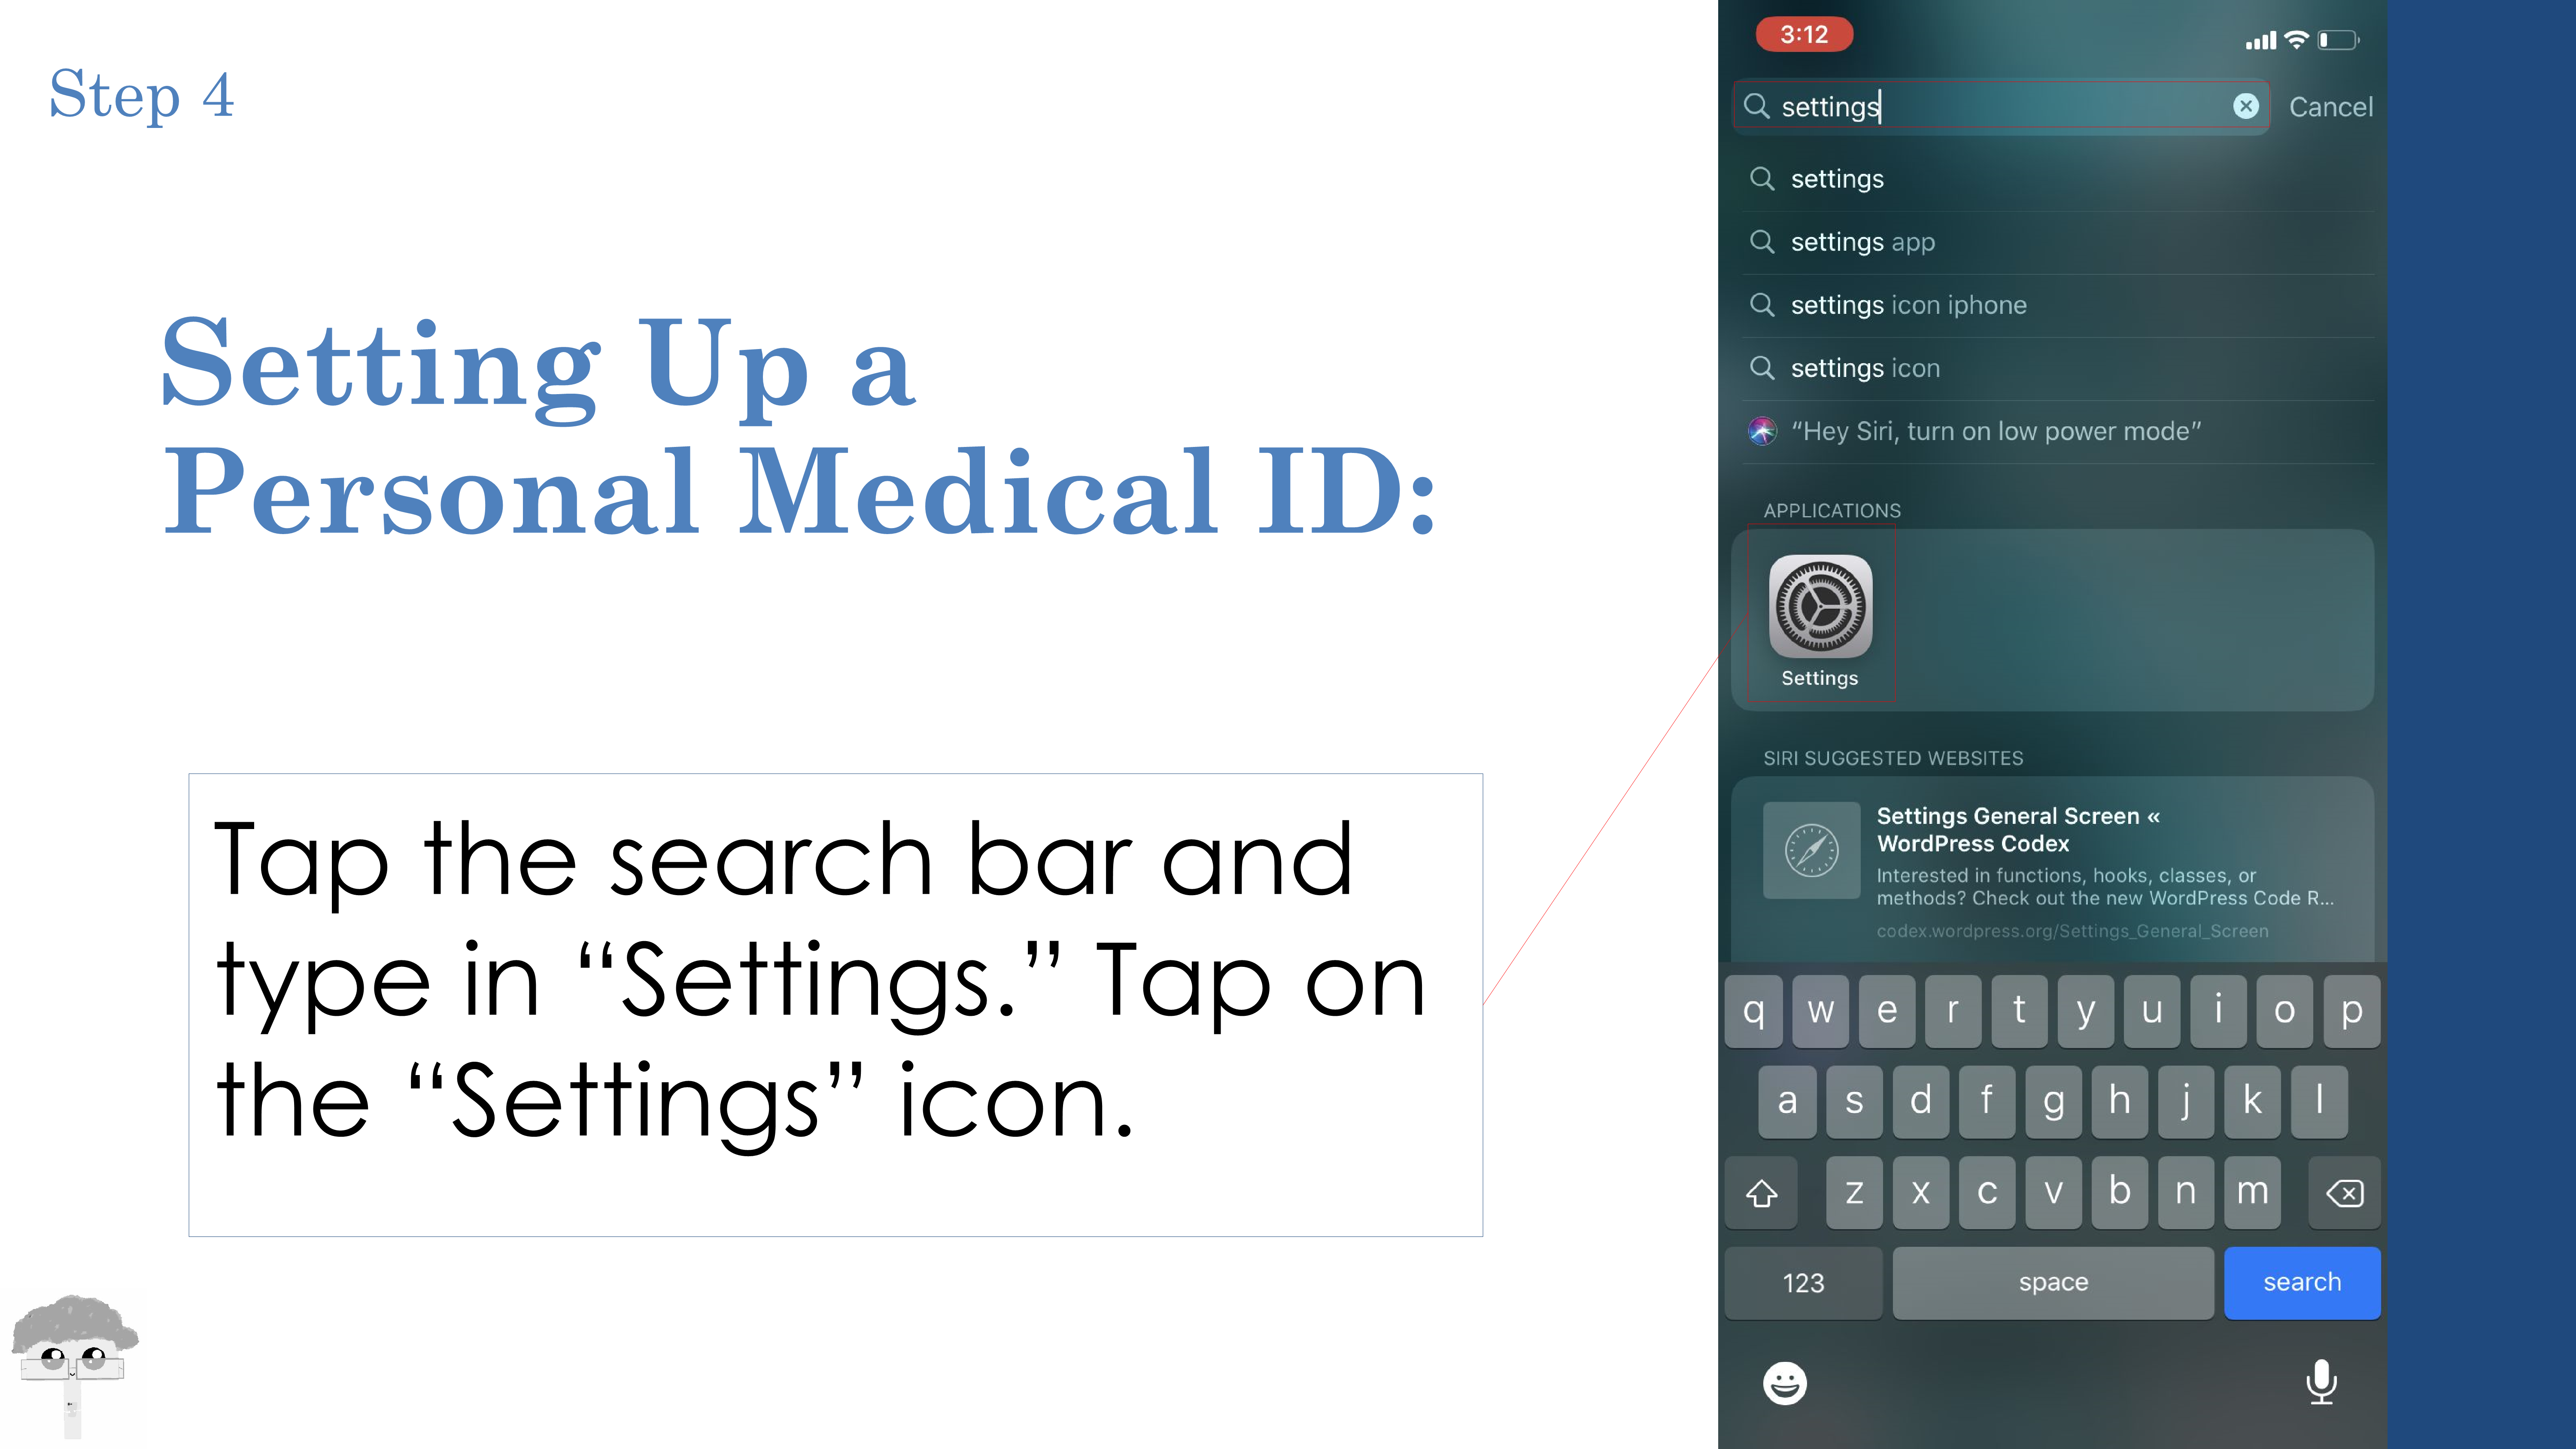 Step 4
Setting Up a
Personal Medical ID:
Tap the search bar and
type in “Settings.” Tap on
the “Settings” icon.
3:12
settings
Cancel
settings
settings app
settings icon iphone
settings icon
“Hey Siri, turn on low power mode”
APPLICATIONS
Settings
SIRI SUGGESTED WEBSITES
Settings General Screen «
WordPress Codex
Interested in functions, hooks, classes, or
methods? Check out the new WordPress Code R...
codex.wordpress.org/Settings_General_Screen
q w e r t y u i o p
a s d f g h j k l
z x c v b n m
123 space search